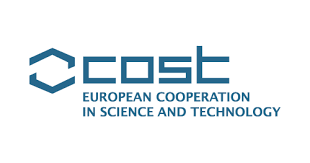 cost
EUROPEAN COOPERATION
IN SCIENCE AND TECHNOLOGY